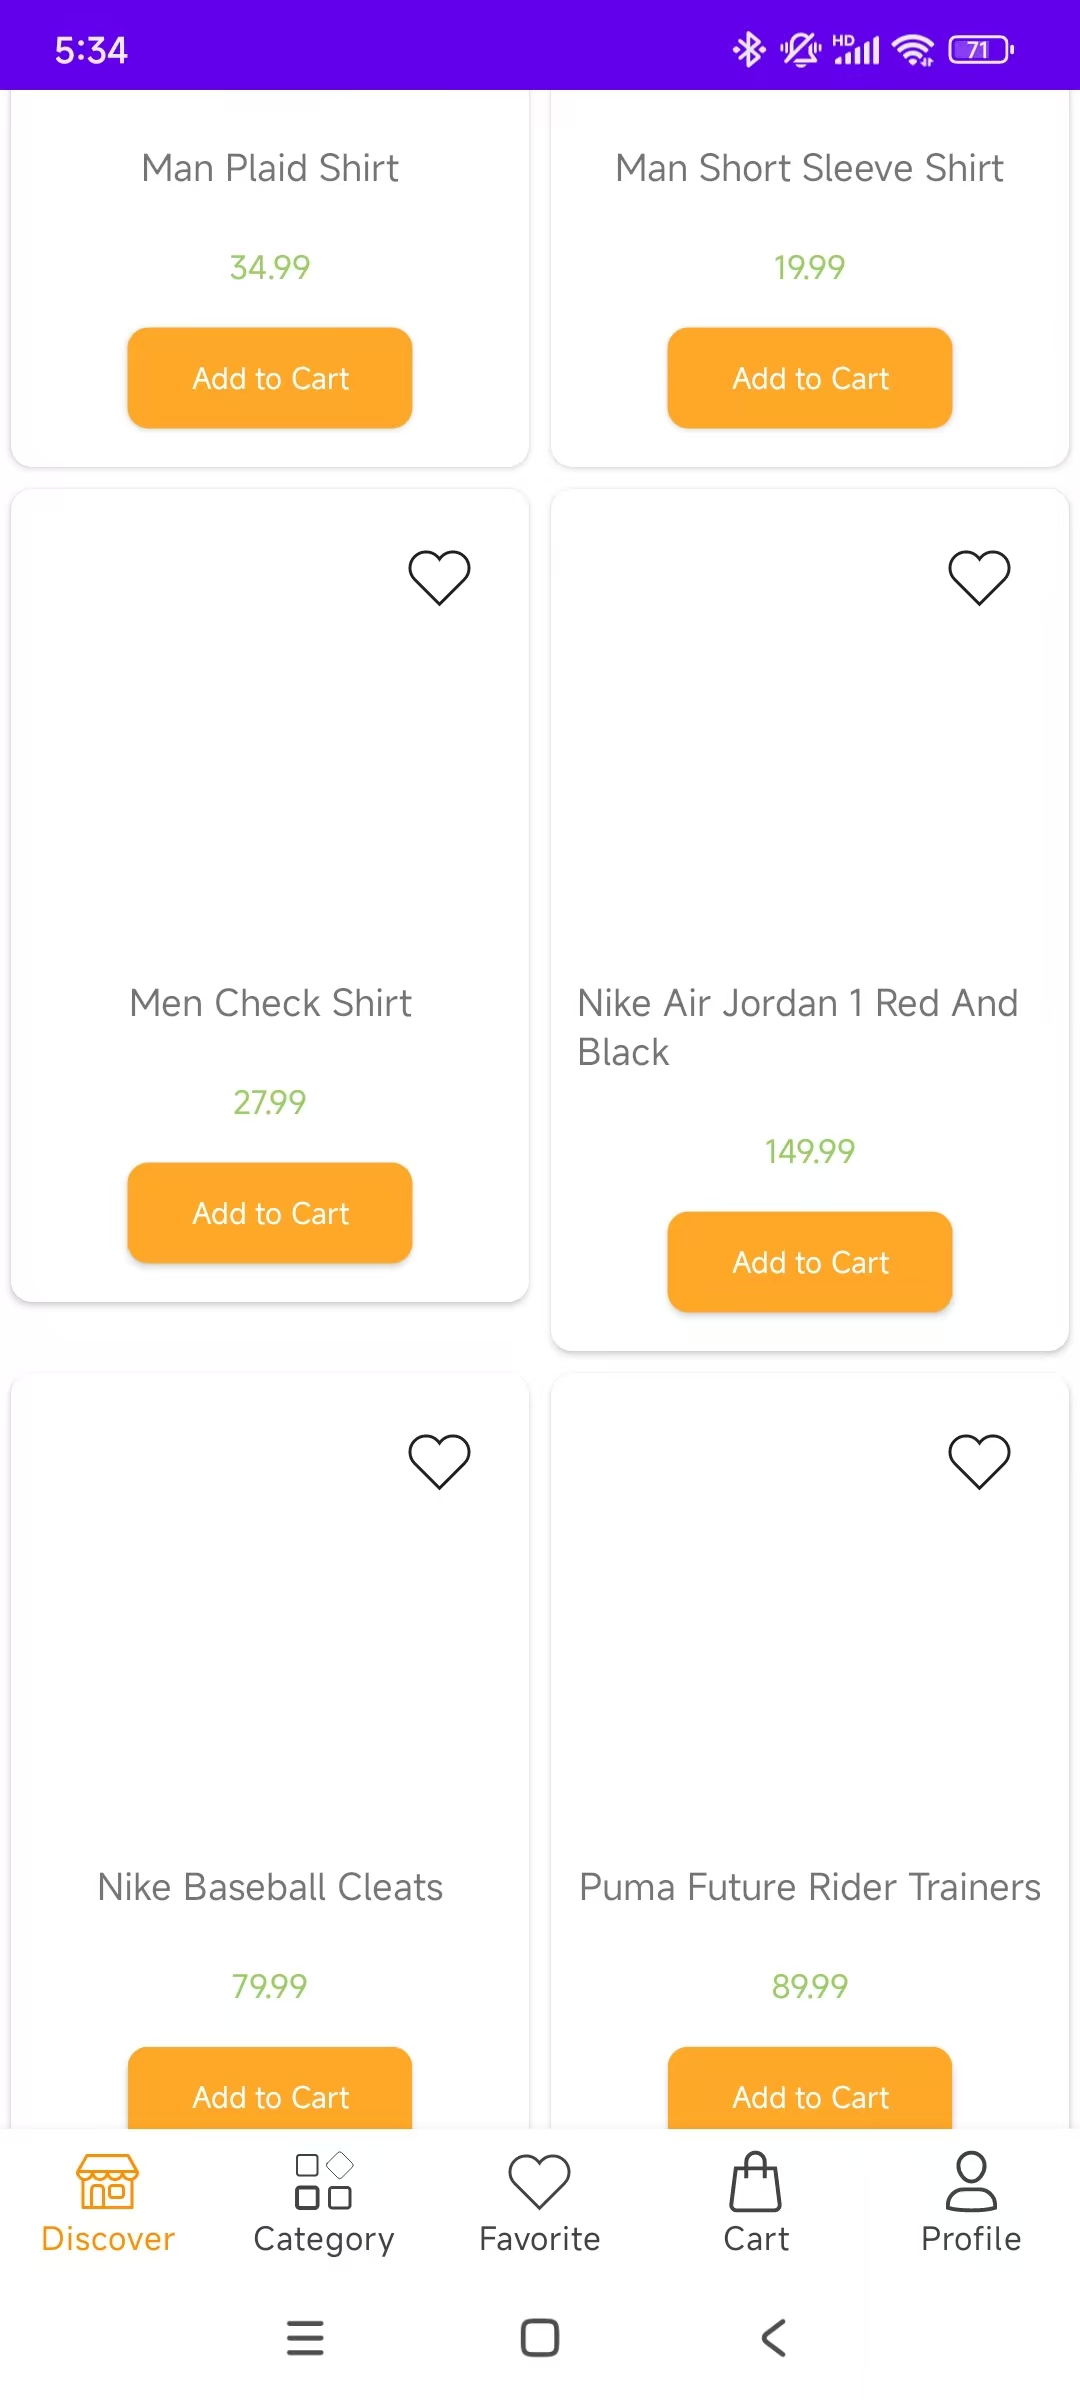 5:34
HD
71
Man Plaid Shirt
34.99
Add to Cart
Man Short Sleeve Shirt
19.99
Add to Cart
Men Check Shirt
27.99
Add to Cart
Nike Air Jordan 1 Red And
Black
149.99
Add to Cart
Nike Baseball Cleats
79.99
Add to Cart
Puma Future Rider Trainers
89.99
Add to Cart
Discover
Category
Favorite
Cart
Profile